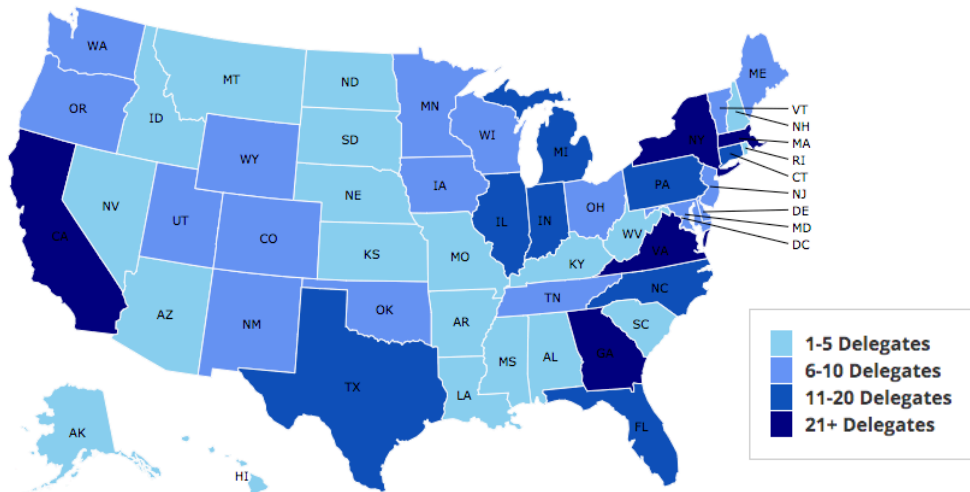 WA
MT
ND
MN
ME
OR
ID
SD
WI
MI
NY
VT
NH
MA
RI
CT
NJ
DE
MD
DC
WY
NE
IA
PA
NV
UT
CO
KS
MO
IL
IN
OH
WV
VA
KY
CA
AZ
NM
OK
AR
TN
NC
SC
TX
LA
MS
AL
GA
FL
AK
HI
1-5 Delegates
6-10 Delegates
11-20 Delegates
21+ Delegates